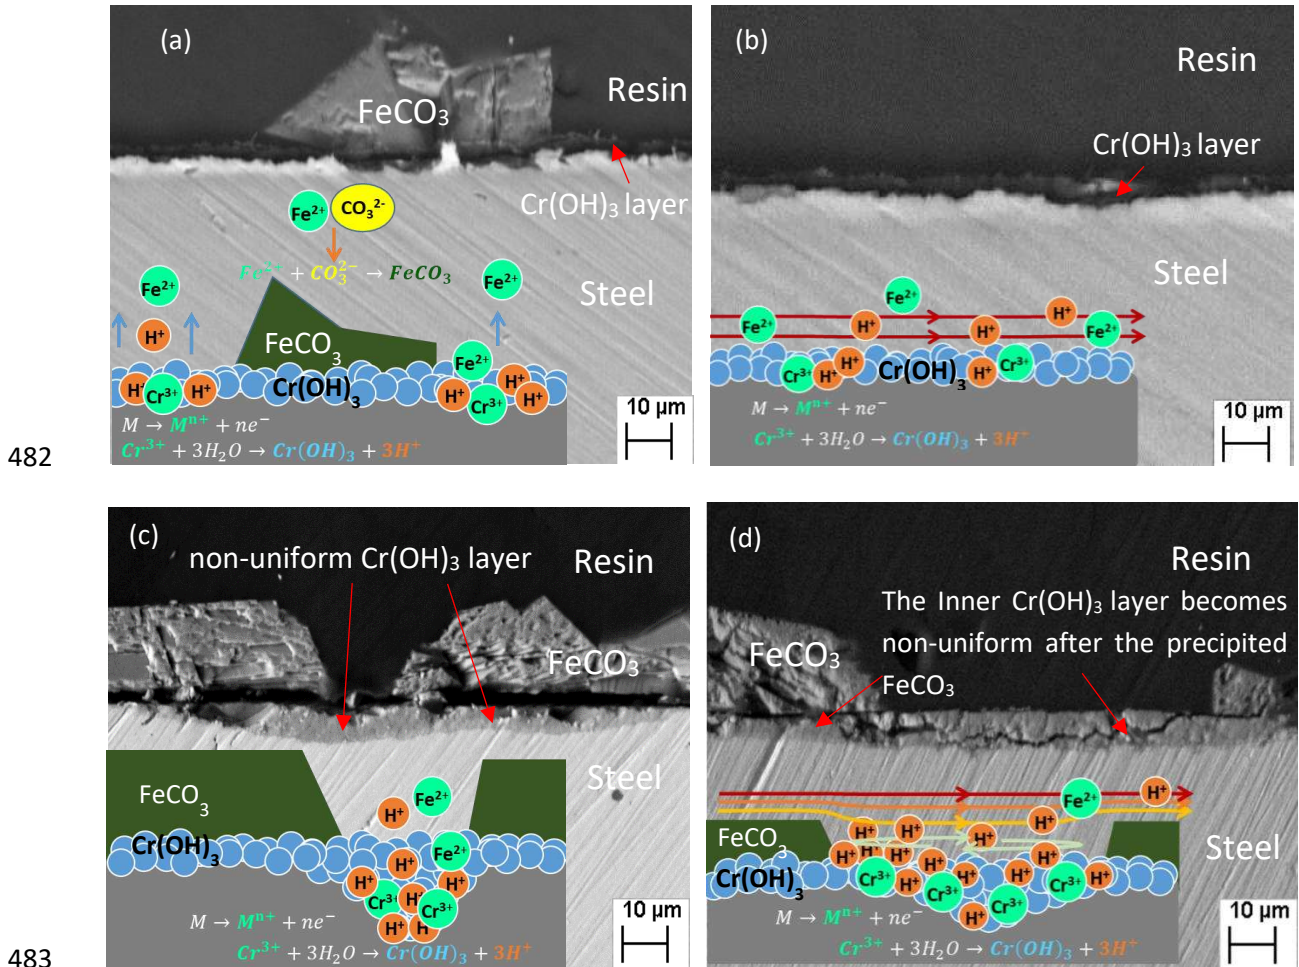 (a)
Resin
FeCO₃
Cr(OH)₃ layer
Fe²⁺ CO₃²⁻
Fe²⁺ + CO₃²⁻ → FeCO₃
Fe²⁺ Fe²⁺
Steel
H⁺
FeCO₃
Fe²⁺
H⁺ Cr³⁺ H⁺ Cr(OH)₃ H⁺ Cr³⁺ H⁺ H⁺
M → Mⁿ⁺ + ne⁻
Cr³⁺ + 3H₂O → Cr(OH)₃ + 3H⁺
10 µm
482
(b)
Resin
Cr(OH)₃ layer
Steel
Fe²⁺ H⁺
Fe²⁺ H⁺ H⁺ Fe²⁺
Cr³⁺ H⁺ H⁺ Cr(OH)₃ H⁺ Cr³⁺
M → Mⁿ⁺ + ne⁻
Cr³⁺ + 3H₂O → Cr(OH)₃ + 3H⁺
10 µm
(c)
non-uniform Cr(OH)₃ layer
Resin
FeCO₃
Steel
FeCO₃
Fe²⁺
H⁺
Cr(OH)₃
Fe²⁺
H⁺
H⁺ H⁺ H⁺
Cr³⁺ Cr³⁺
H⁺ H⁺
M → Mⁿ⁺ + ne⁻
Cr³⁺ + 3H₂O → Cr(OH)₃ + 3H⁺
10 µm
483
(d)
Resin
The Inner Cr(OH)₃ layer becomes
non-uniform after the precipited
FeCO₃
FeCO₃
Fe²⁺ H⁺
FeCO₃
H⁺ H⁺ H⁺ H⁺
Steel
H⁺ H⁺ H⁺ H⁺
Cr(OH)₃
Cr³⁺ H⁺ Cr³⁺ H⁺ Cr³⁺ H⁺ Cr³⁺ H⁺
H⁺
M → Mⁿ⁺ + ne⁻
Cr³⁺ + 3H₂O → Cr(OH)₃ + 3H⁺
10 µm